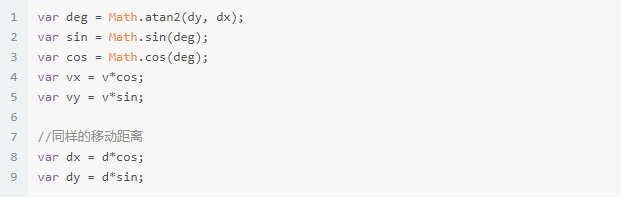 1 var deg = Math.atan2(dy, dx);
2 var sin = Math.sin(deg);
3 var cos = Math.cos(deg);
4 var vx = v*cos;
5 var vy = v*sin;
6
7 //同样的移动距离
8 var dx = d*cos;
9 var dy = d*sin;